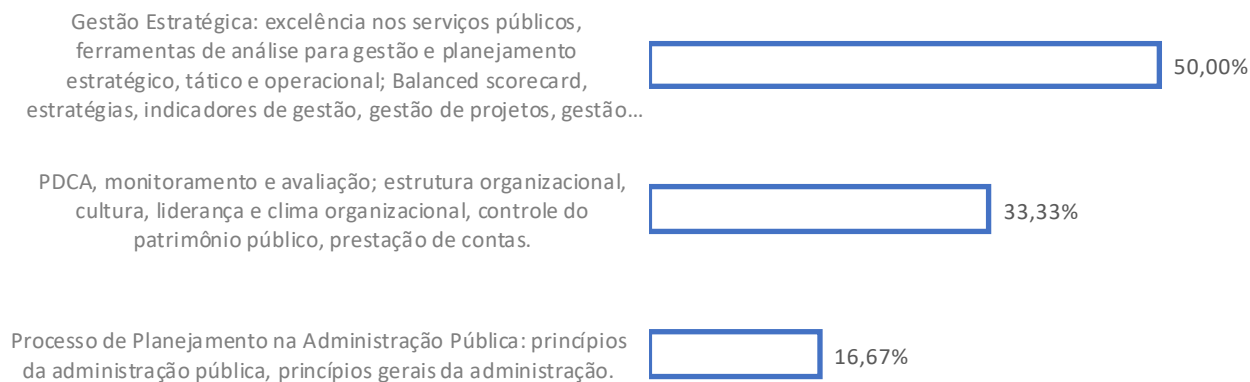 Gestão Estratégica: excelência nos serviços públicos,
ferramentas de análise para gestão e planejamento
estratégico, tático e operacional; Balanced scorecard,
estratégias, indicadores de gestão, gestão de projetos, gestão...
50,00%
PDCA, monitoramento e avaliação; estrutura organizacional,
cultura, liderança e clima organizacional, controle do
patrimônio público, prestação de contas.
33,33%
Processo de Planejamento na Administração Pública: princípios
da administração pública, princípios gerais da administração.
16,67%